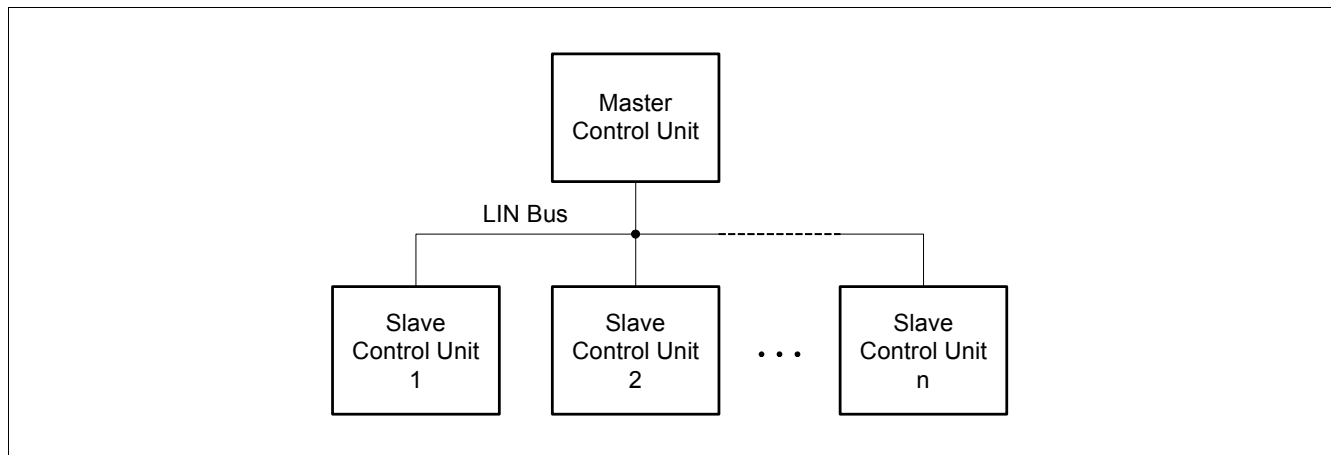 Master
Control Unit
LIN Bus
Slave
Control Unit
1
Slave
Control Unit
2
• • •
Slave
Control Unit
n